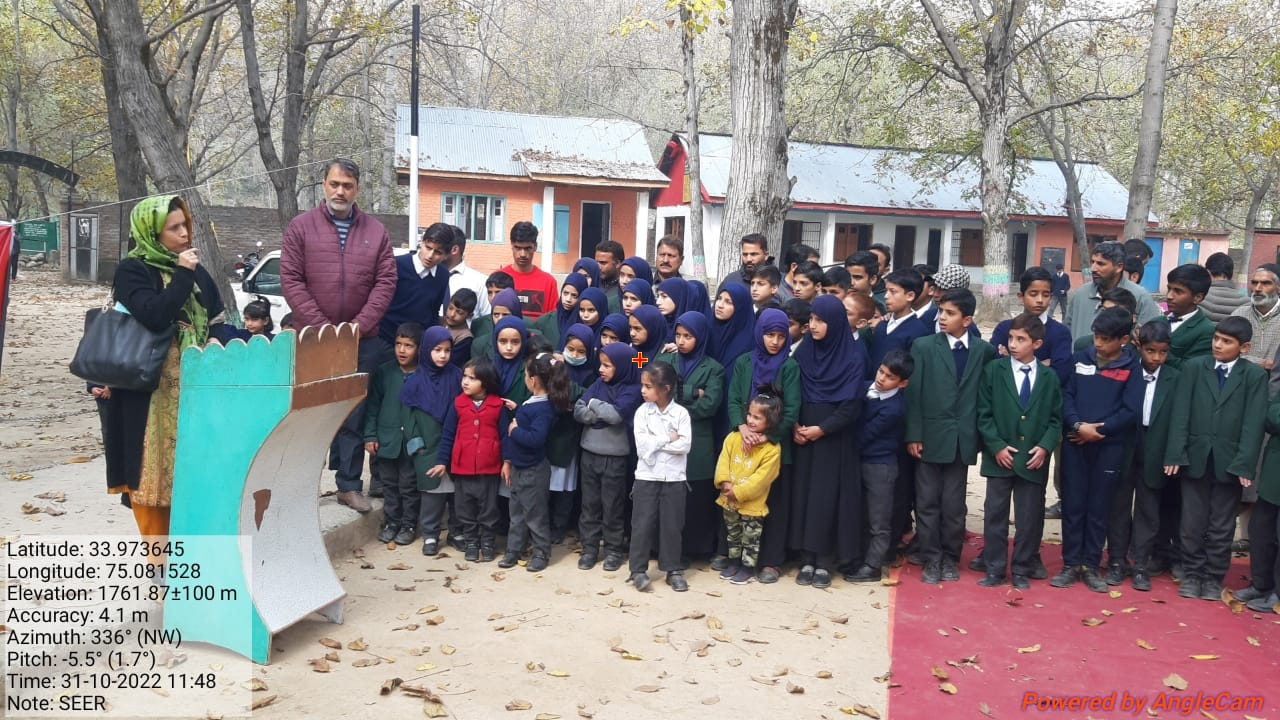 Latitude: 33.973645
Longitude: 75.081528
Elevation: 1761.87±100 m
Accuracy: 4.1 m
Azimuth: 336° (NW)
Pitch: -5.5° (1.7°)
Time: 31-10-2022 11:48
Note: SEER
Powered by AngleCam